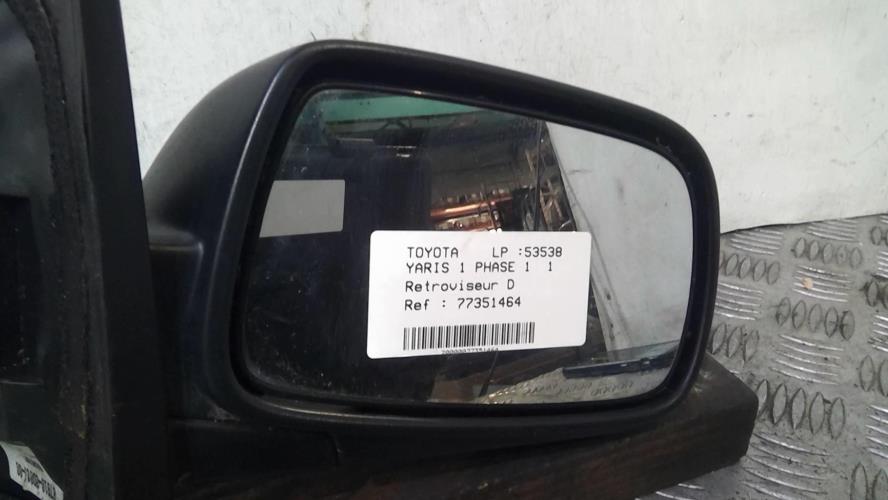 TOYOTA LP :53538
YARIS 1 PHASE 1 1
Retroviseur D
Ref : 77351464